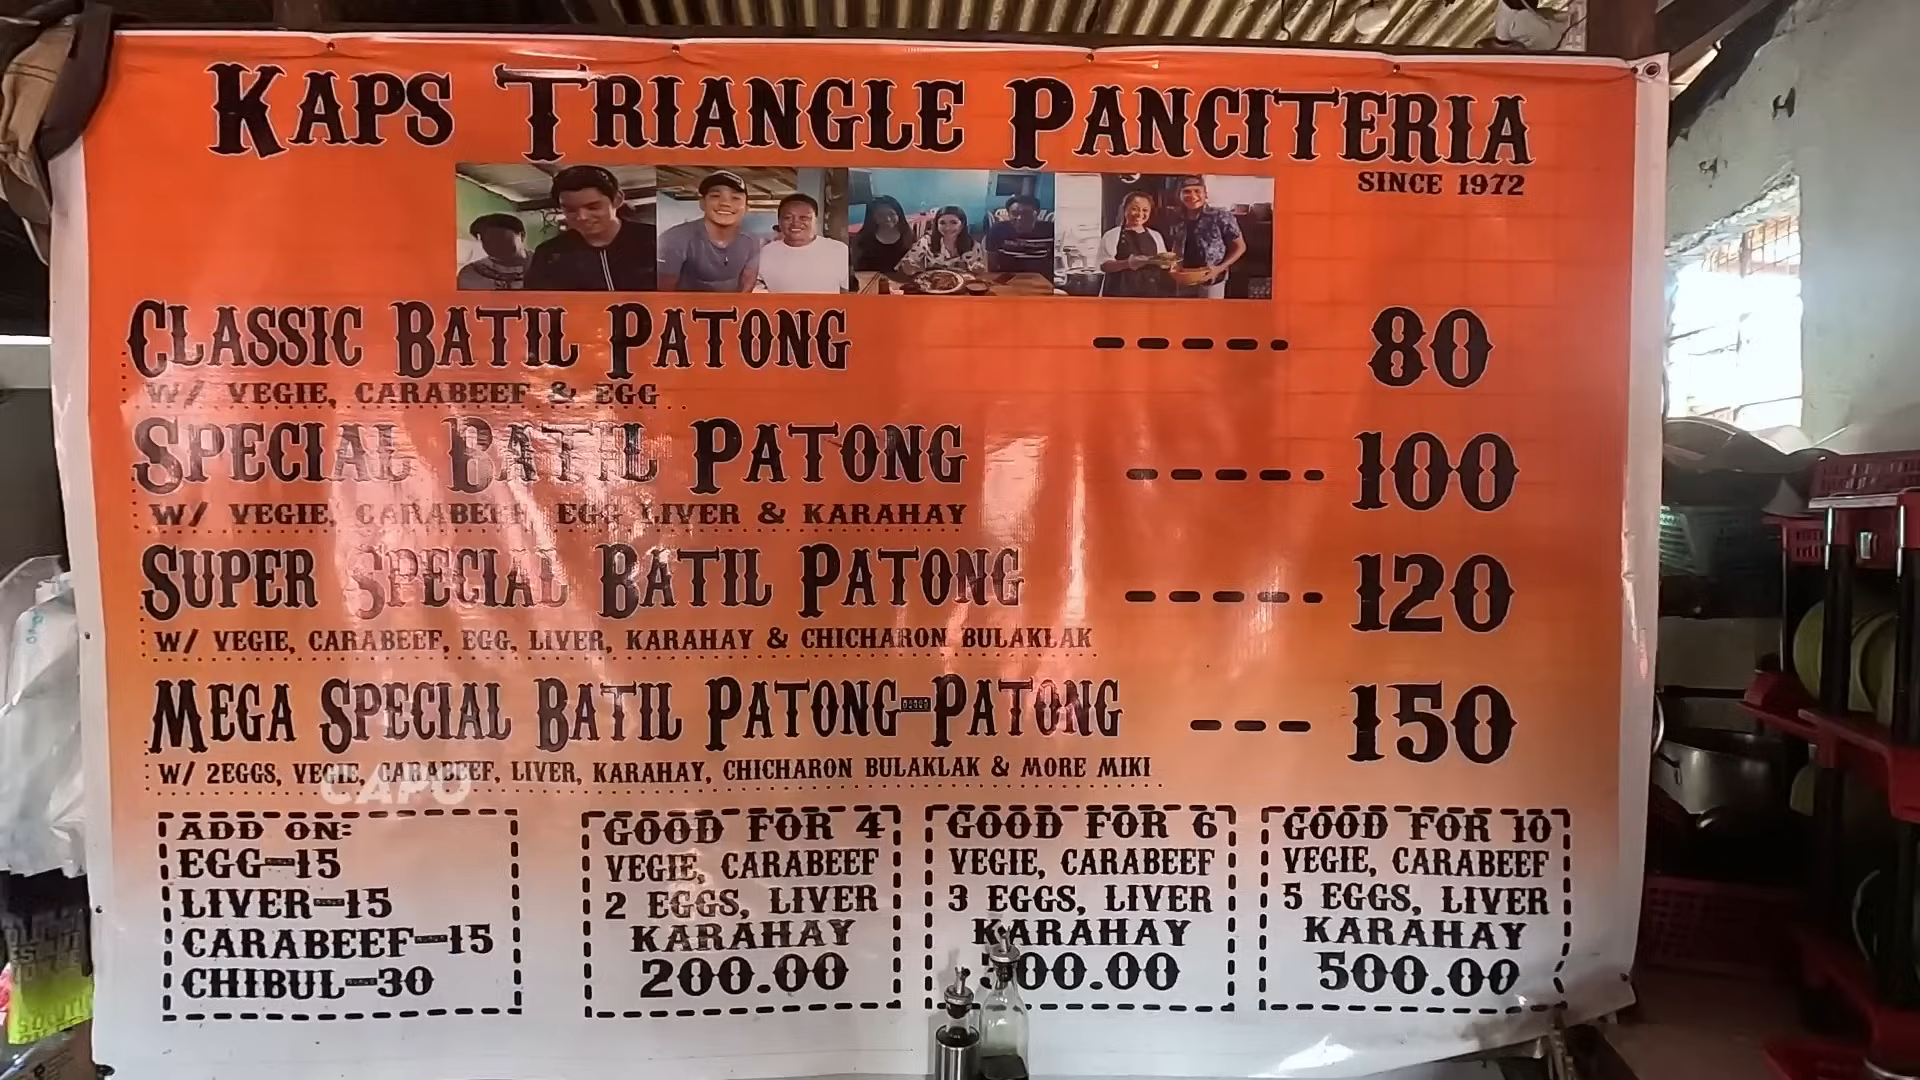 KAPS TRIANGLE PANCITERIA
SINCE 1972
CLASSIC BATIL PATONG ----- 80
W/ VEGIE, CARABEEF & EGG
SPECIAL BATIL PATONG ----- 100
W/ VEGIE, CARABEEF, EGG LIVER & KARAHAY
SUPER SPECIAL BATIL PATONG ----- 120
W/ VEGIE, CARABEEF, EGG, LIVER, KARAHAY & CHICHARON BULAKLAK
MEGA SPECIAL BATIL PATONG-PATONG --- 150
W/ 2EGGS, VEGIE, CARABEEF, LIVER, KARAHAY, CHICHARON BULAKLAK & MORE MIKI
CAPO
ADD ON:
EGG-15
LIVER-15
CARABEEF-15
CHIBUL-30
GOOD FOR 4
VEGIE, CARABEEF
2 EGGS, LIVER
KARAHAY
200.00
GOOD FOR 6
VEGIE, CARABEEF
3 EGGS, LIVER
KARAHAY
GOOD FOR 10
VEGIE, CARABEEF
5 EGGS, LIVER
KARAHAY
500.00